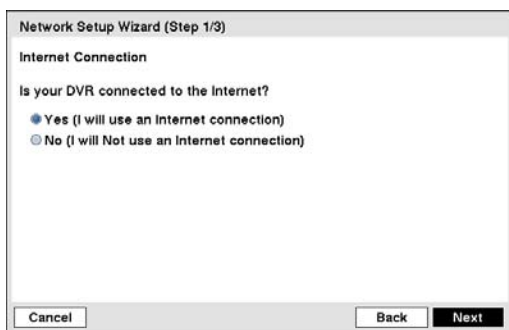 Network Setup Wizard (Step 1/3)
Internet Connection
Is your DVR connected to the Internet?
Yes (I will use an Internet connection)
No (I will Not use an Internet connection)
Cancel Back Next